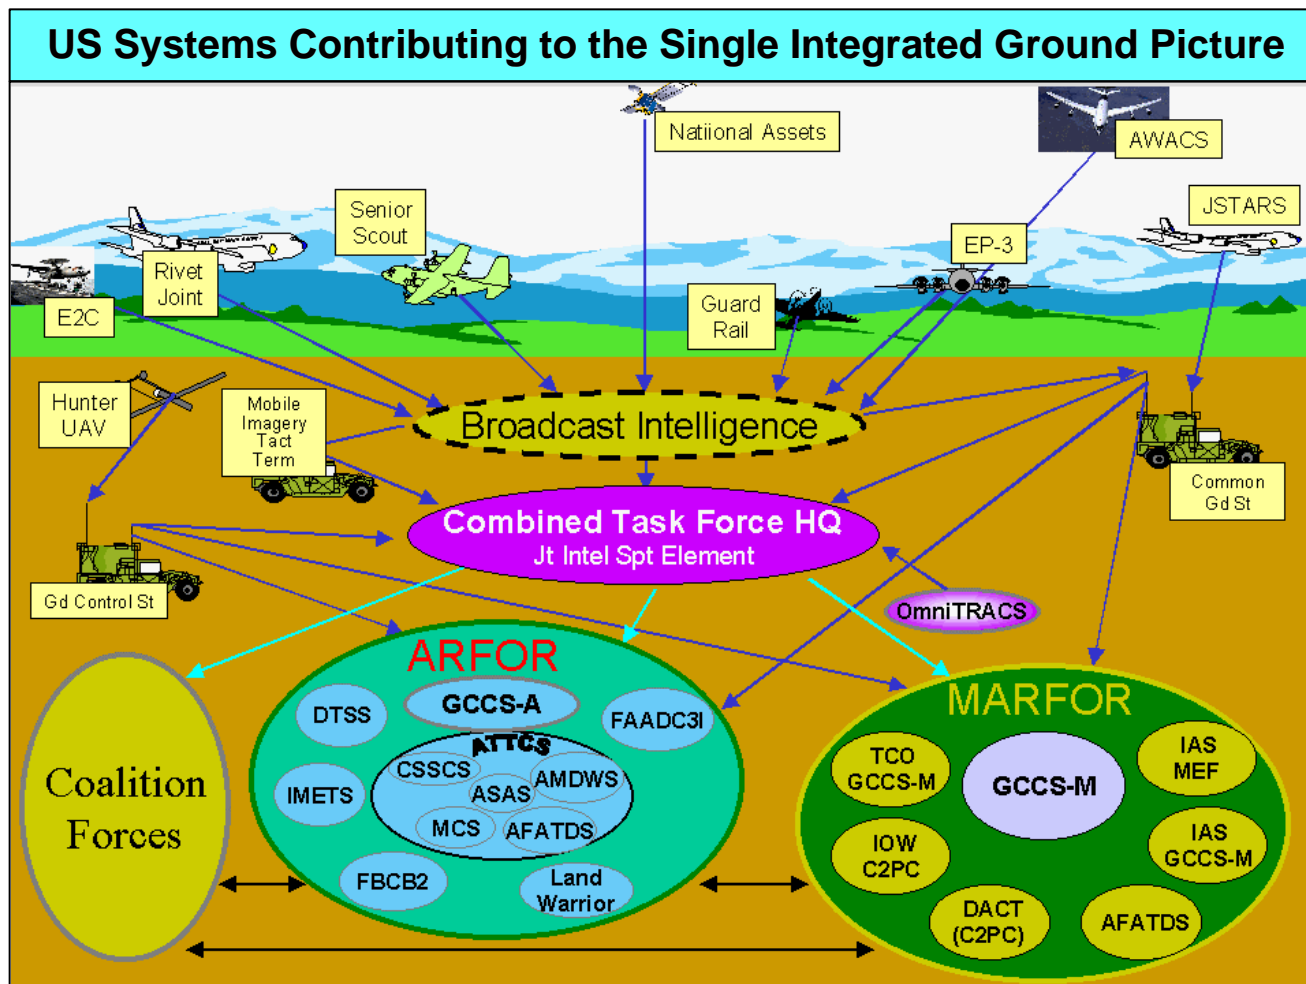 US Systems Contributing to the Single Integrated Ground Picture
Natiional Assets
AWACS
Senior
Scout
JSTARS
EP-3
Rivet
Joint
Guard
Rail
E2C
Hunter
UAV
Mobile
Imagery
Tact
Term
Broadcast Intelligence
Common
Gd St
Combined Task Force HQ
Jt Intel Spt Element
Gd Control St
OmniTRACS
ARFOR
GCCS-A
DTSS
FAADC3I
ATTCS
CSSCS
AMDWS
ASAS
IMETS
MCS
AFATDS
FBCB2
Land
Warrior
Coalition
Forces
MARFOR
TCO
GCCS-M
GCCS-M
IAS
MEF
IOW
C2PC
IAS
GCCS-M
DACT
(C2PC)
AFATDS